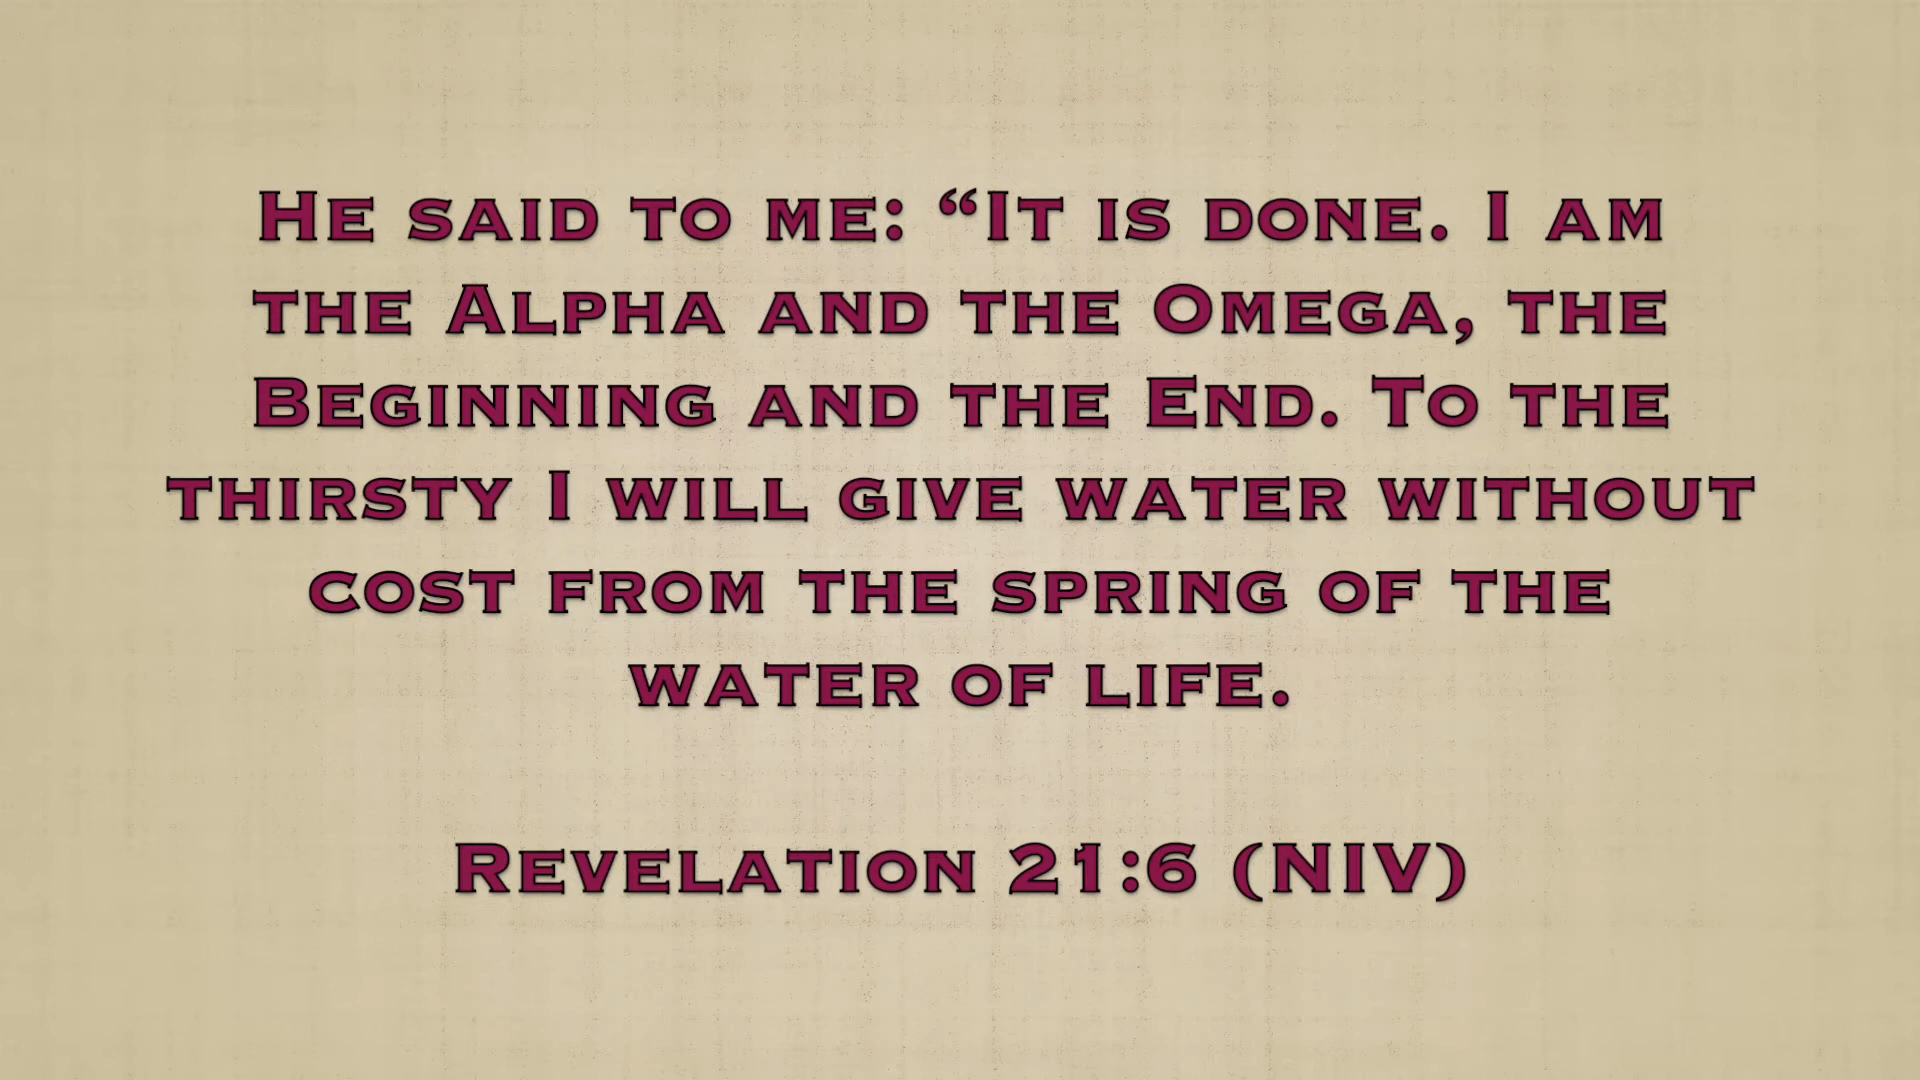 He said to me: “It is done. I am
the Alpha and the Omega, the
Beginning and the End. To the
thirsty I will give water without
cost from the spring of the
water of life.
Revelation 21:6 (NIV)